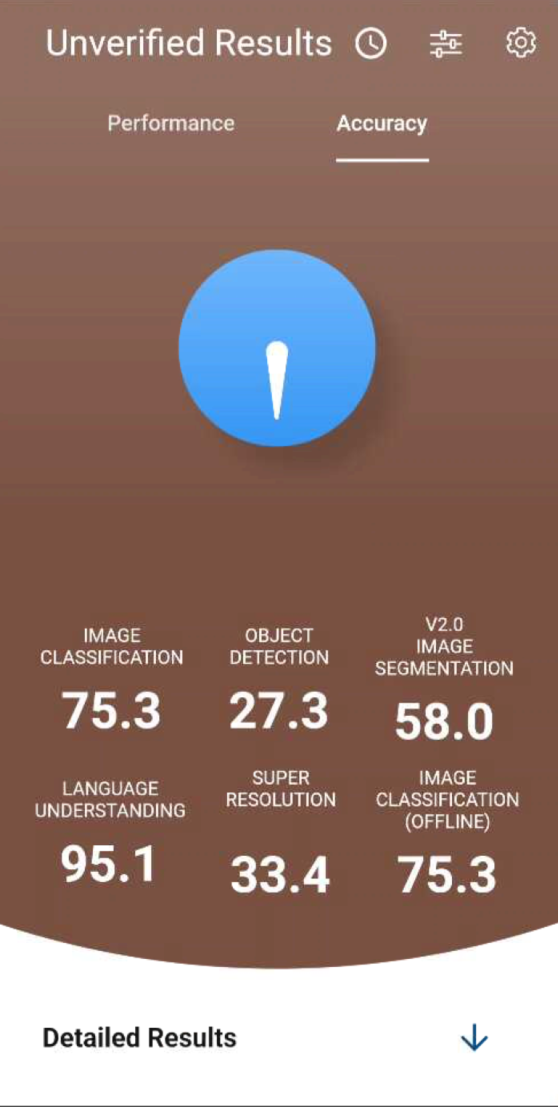 Unverified Results
Performance
Accuracy
IMAGE
CLASSIFICATION
75.3
OBJECT
DETECTION
27.3
V2.0
IMAGE
SEGMENTATION
58.0
LANGUAGE
UNDERSTANDING
95.1
SUPER
RESOLUTION
33.4
IMAGE
CLASSIFICATION
(OFFLINE)
75.3
Detailed Results